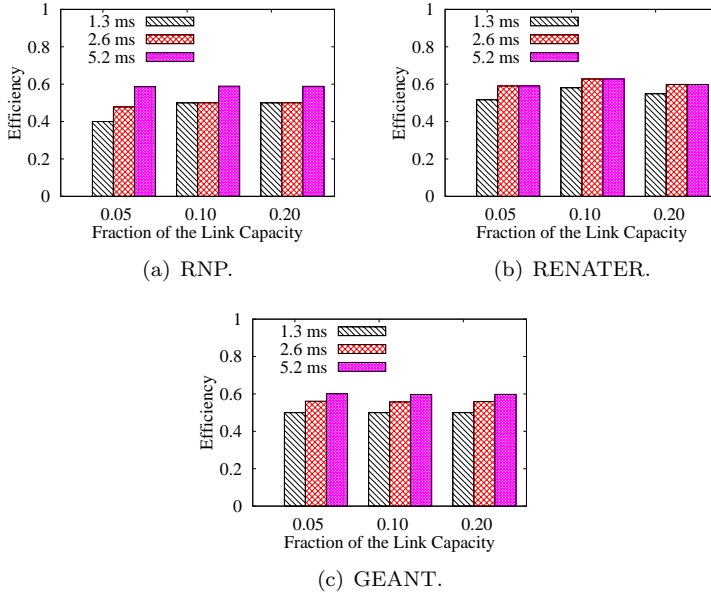 1
0.8
0.6
0.4
0.2
0
Efficiency
1.3 ms
2.6 ms
5.2 ms
0.05 0.10 0.20
Fraction of the Link Capacity
(a) RNP.
1
0.8
0.6
0.4
0.2
0
Efficiency
1.3 ms
2.6 ms
5.2 ms
0.05 0.10 0.20
Fraction of the Link Capacity
(b) RENATER.
1
0.8
0.6
0.4
0.2
0
Efficiency
1.3 ms
2.6 ms
5.2 ms
0.05 0.10 0.20
Fraction of the Link Capacity
(c) GEANT.